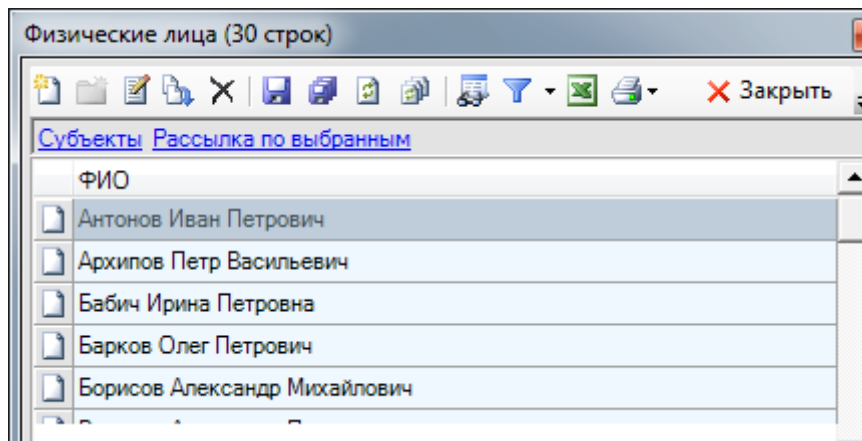 Физические лица (30 строк)
Закрыть
Субъекты Рассылка по выбранным
ФИО
Антонов Иван Петрович
Архипов Петр Васильевич
Бабич Ирина Петровна
Барков Олег Петрович
Борисов Александр Михайлович